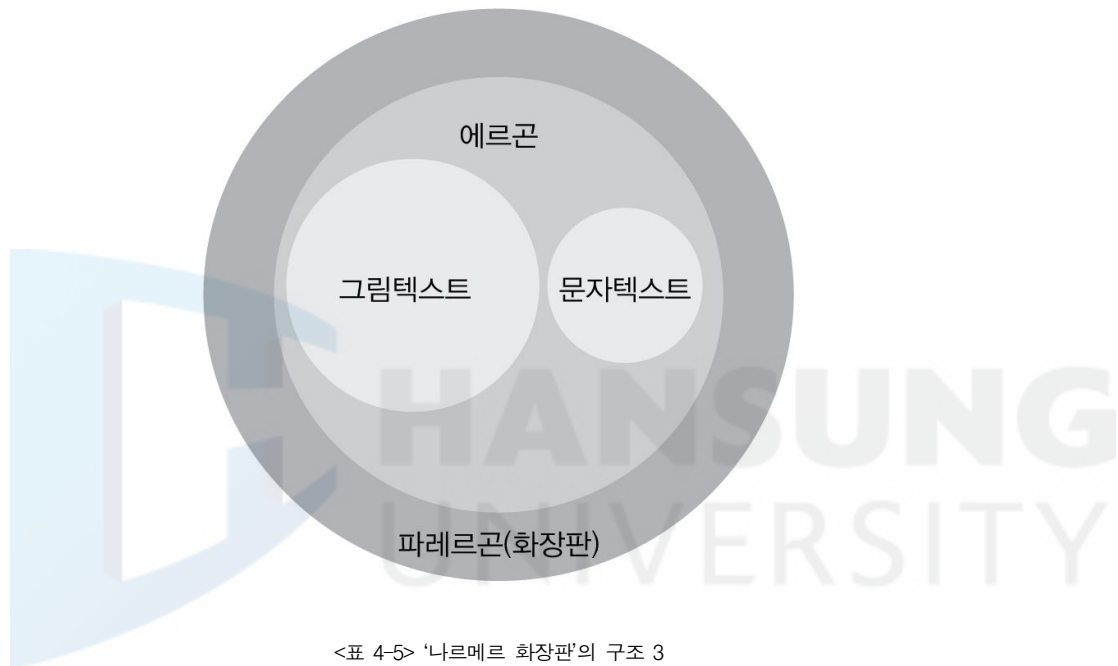 에르곤
그림텍스트 문자텍스트
파레르곤(화장판)
HANSUNG
UNIVERSITY
<표 4-5> ‘나르메르 화장판’의 구조 3